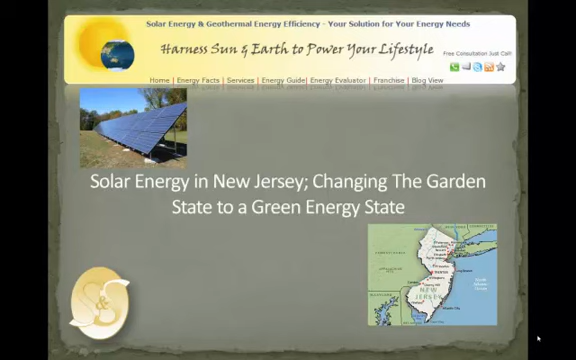 Solar Energy & Geothermal Energy Efficiency - Your Solution for Your Energy Needs
Harness Sun & Earth to Power Your Lifestyle
Free Consultation Just Call!
Home | Energy Facts | Services | Energy Guide | Energy Evaluator | Franchise | Blog View
Solar Energy in New Jersey; Changing The Garden
State to a Green Energy State
NEW
JERSEY
S&S